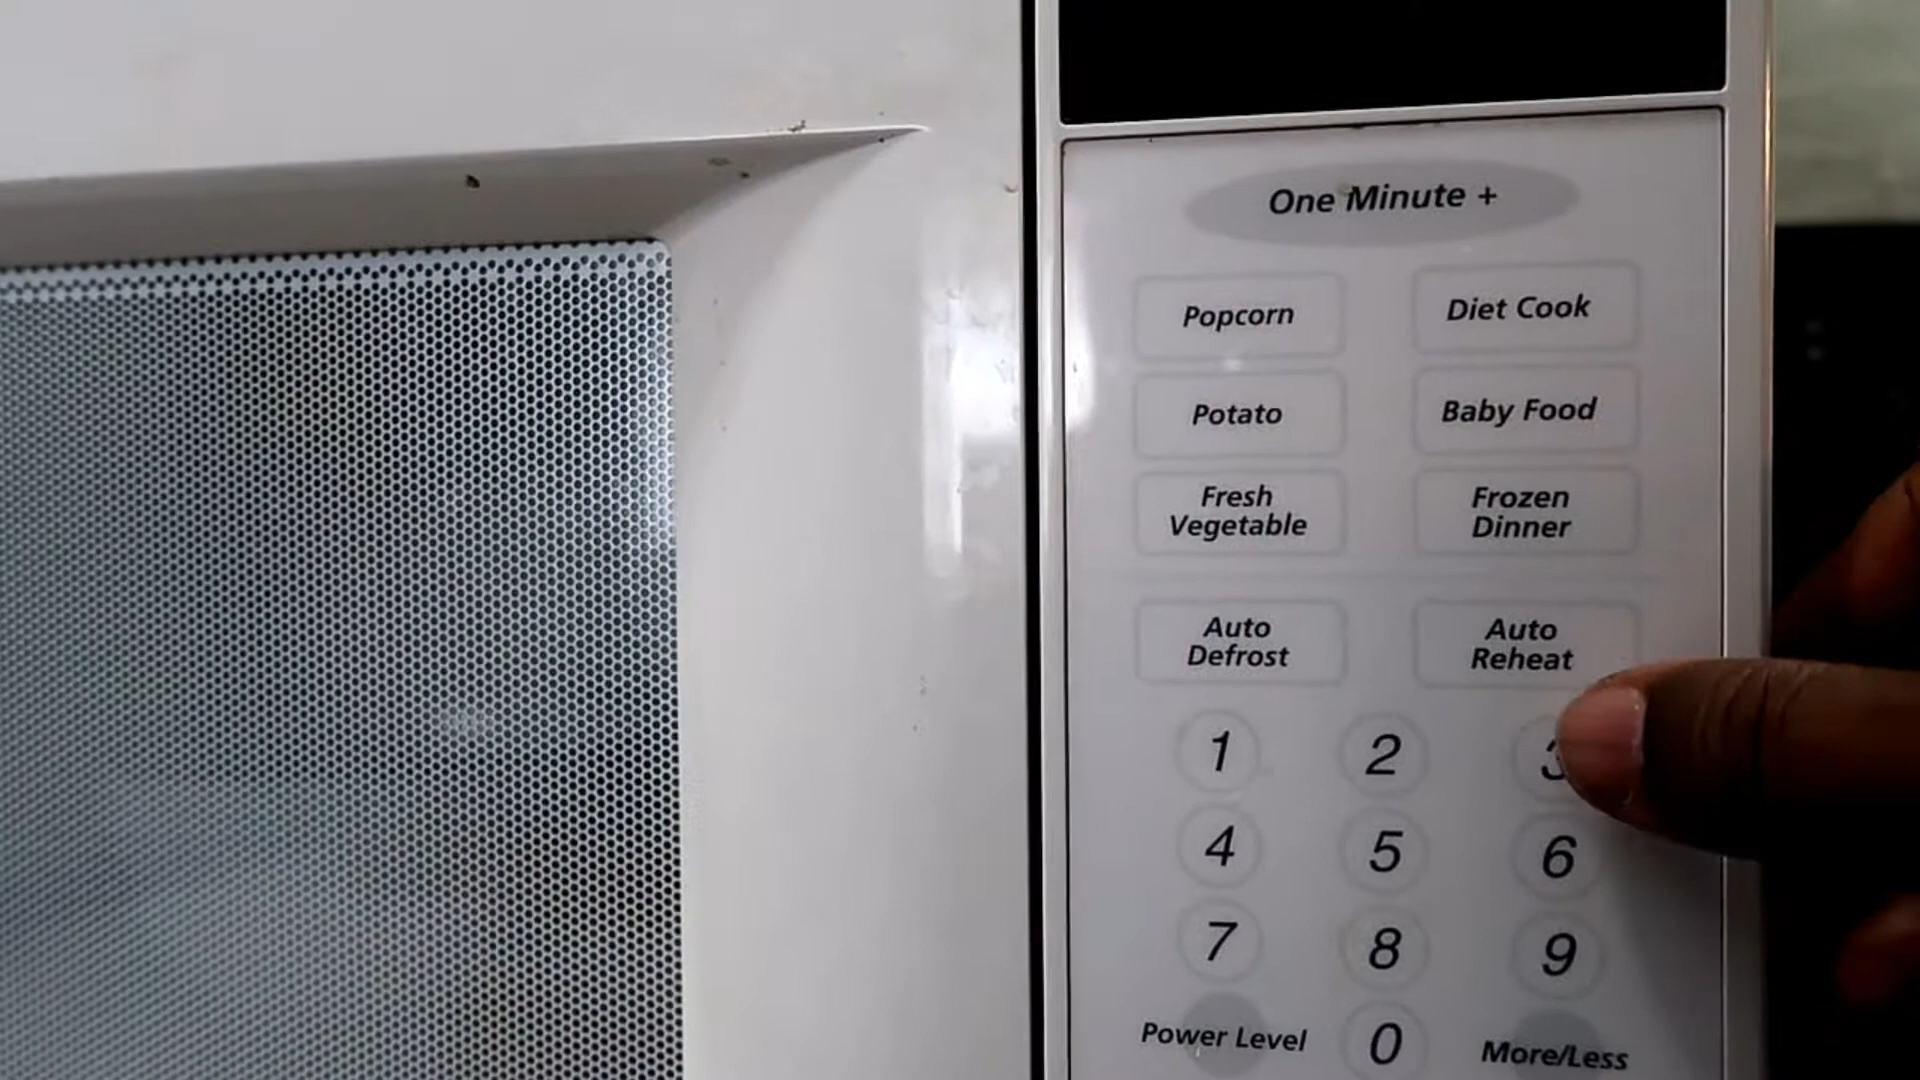 One Minute +
Popcorn
Diet Cook
Potato
Baby Food
Fresh
Vegetable
Frozen
Dinner
Auto
Defrost
Auto
Reheat
1 2 3
4 5 6
7 8 9
Power Level 0 More/Less